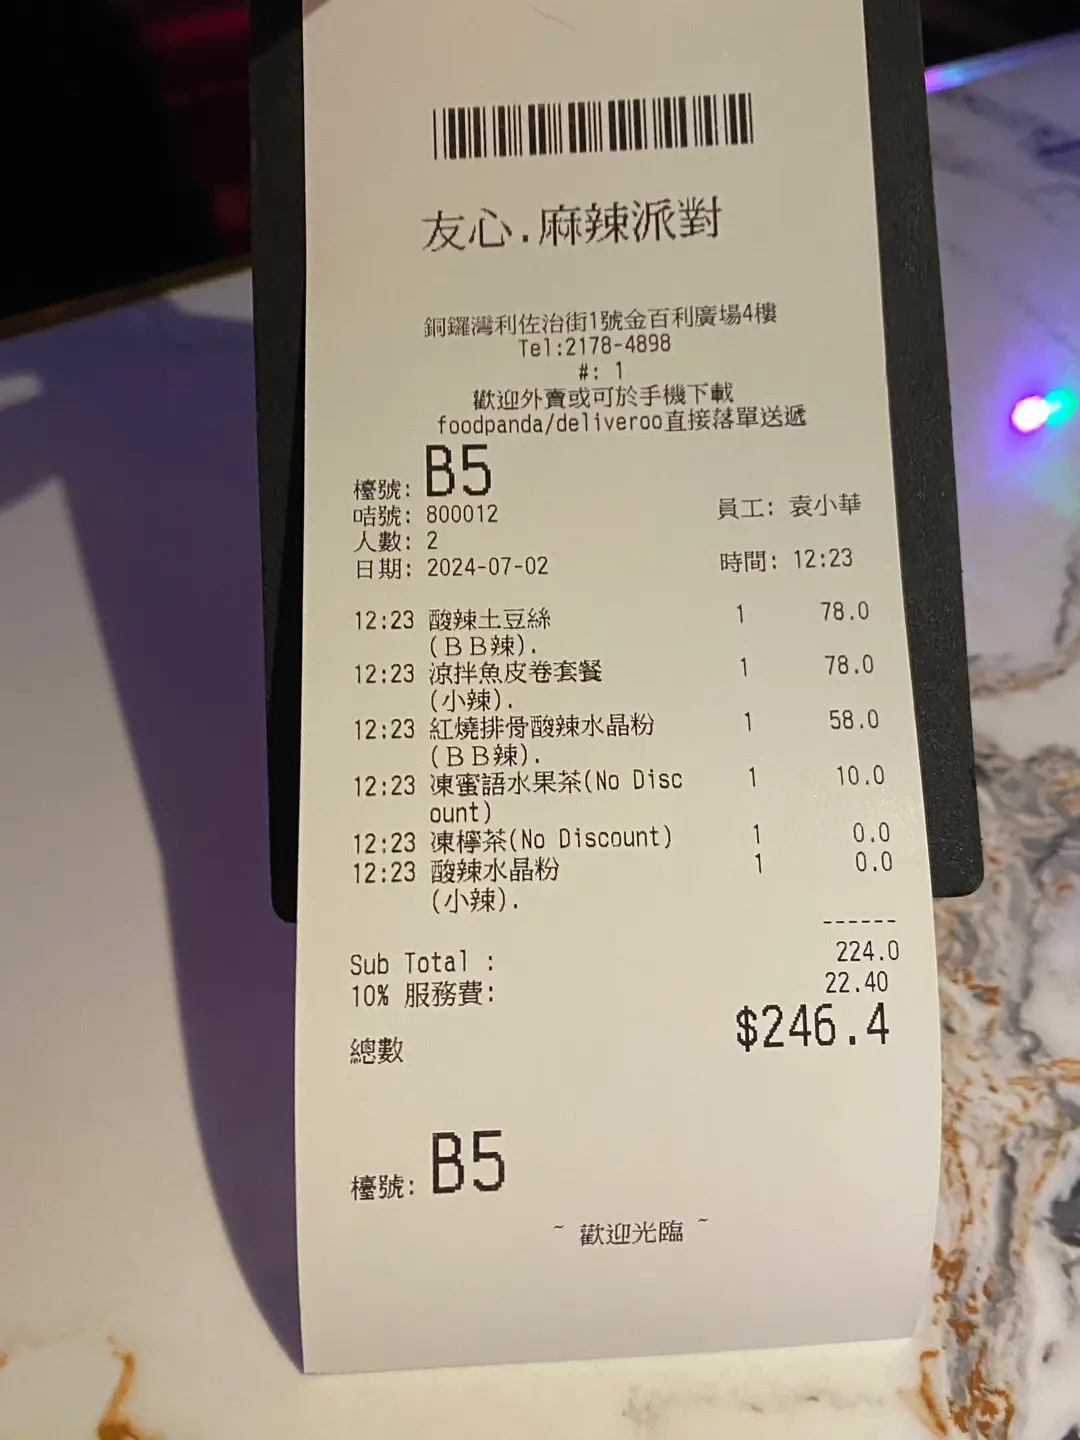 友心.麻辣派對
銅鑼灣利佐治街1號金百利廣場4樓
Tel:2178-4898
#: 1
歡迎外賣或可於手機下載
foodpanda/deliveroo直接落單送遞
檯號: B5
咭號: 800012 員工: 袁小華
人數: 2
日期: 2024-07-02 時間: 12:23
12:23 酸辣土豆絲 1 78.0
(ＢＢ辣).
12:23 涼拌魚皮卷套餐 1 78.0
(小辣).
12:23 紅燒排骨酸辣水晶粉 1 58.0
(ＢＢ辣).
12:23 凍蜜語水果茶(No Disc 1 10.0
ount)
12:23 凍檸茶(No Discount) 1 0.0
12:23 酸辣水晶粉 1 0.0
(小辣).
------
Sub Total : 224.0
10% 服務費: 22.40
總數 $246.4
檯號: B5
~ 歡迎光臨 ~